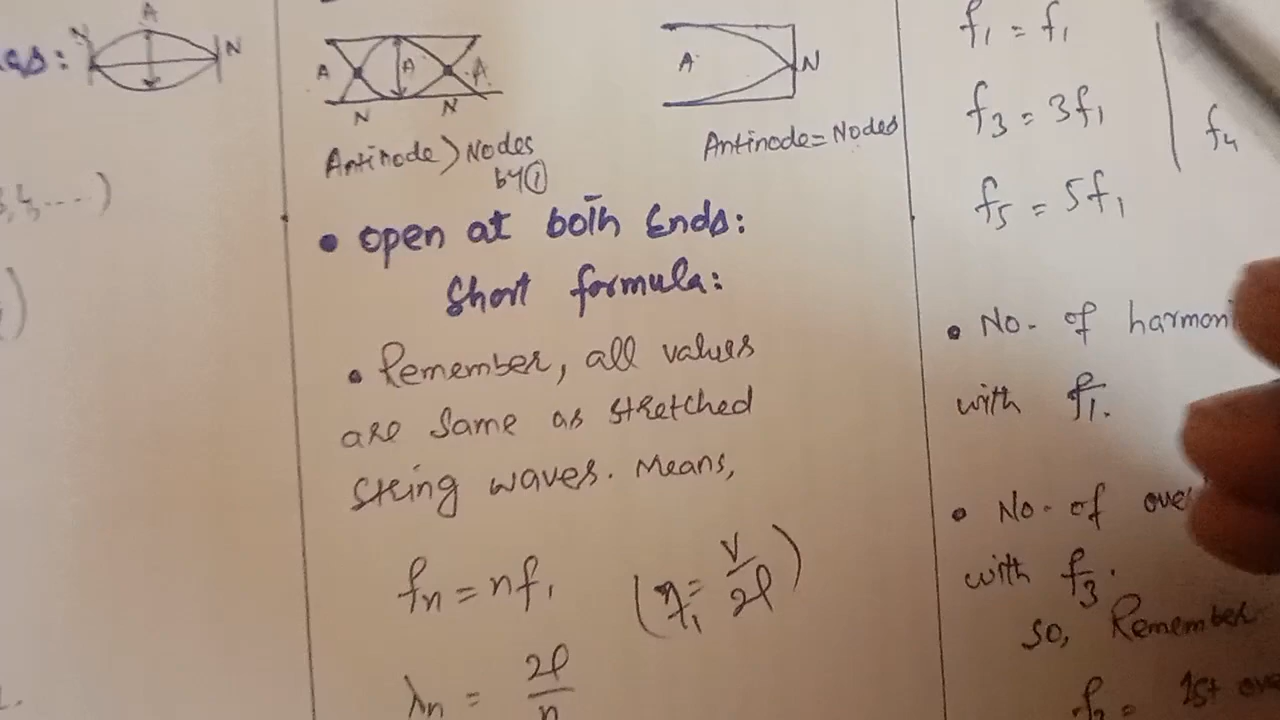 N A N
A A A
N N
Antinode > Nodes
by ①
• open at both Ends:
Short formula:
• Remember, all values
are same as stretched
string waves. Means,
fn = nf1 (f1 = v/2l)
λn = 2l/n
A N
Antinode = Nodes
f1 = f1
f3 = 3f1
f5 = 5f1
f4
• No. of harmoni
with f1.
• No. of ove
with f3.
So, Remember
1st ove